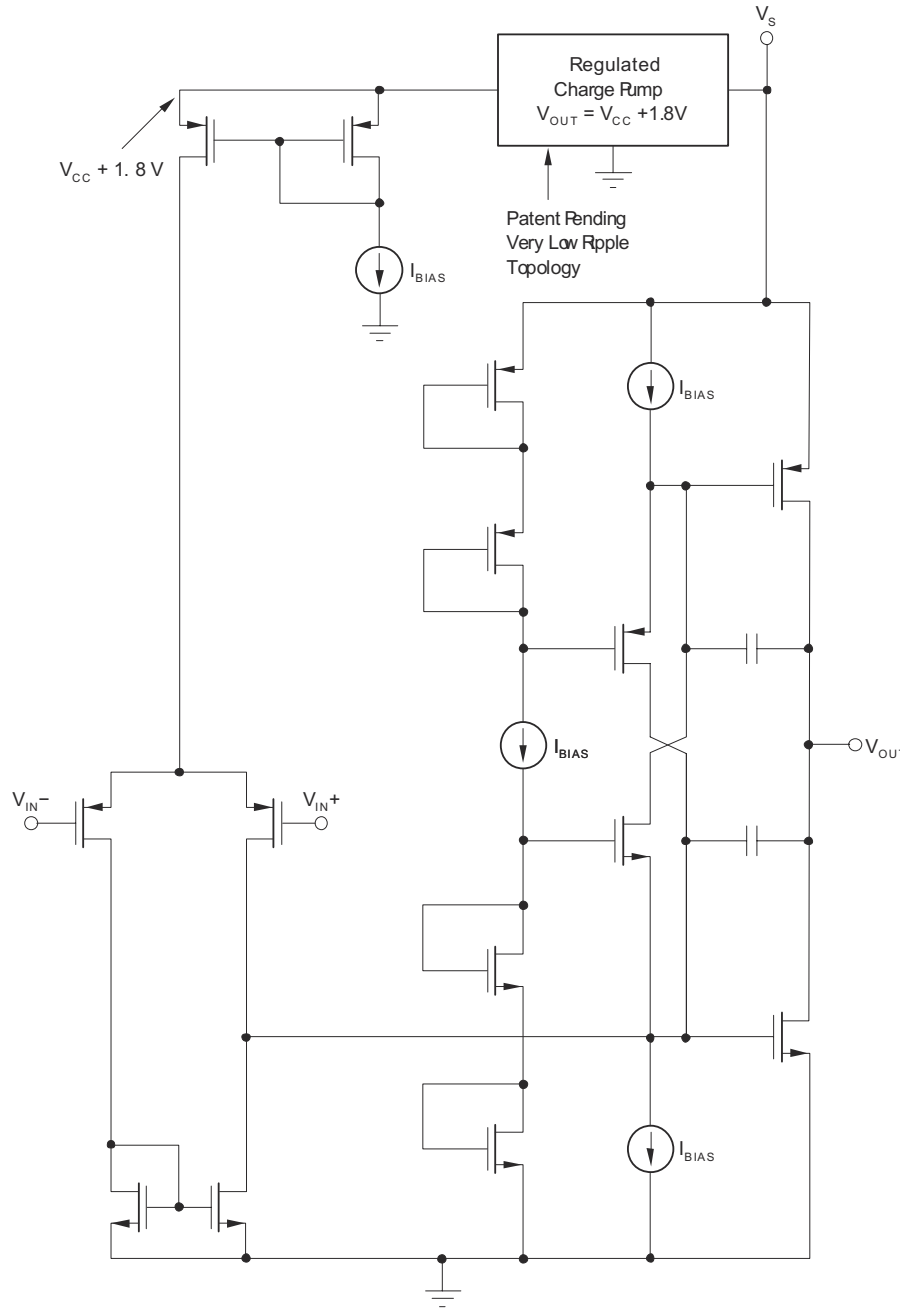 V_S
Regulated
Charge Pump
V_OUT = V_CC +1.8V
V_CC + 1. 8 V
Patent Pending
Very Low Ripple
Topology
I_BIAS
I_BIAS
I_BIAS
V_OUT
V_IN−
V_IN+
I_BIAS